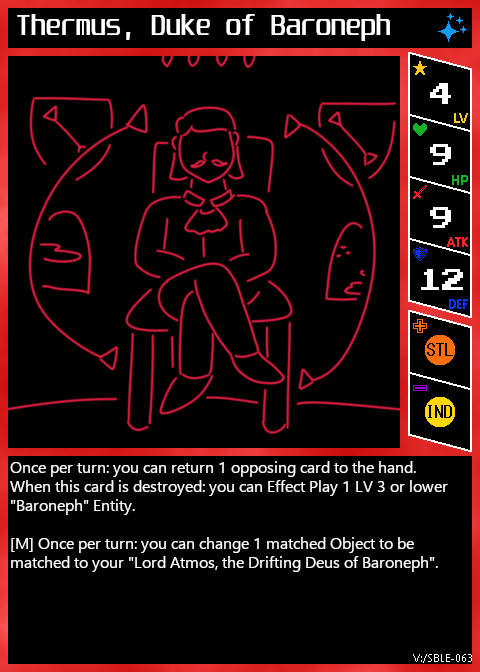 Thermus, Duke of Baroneph
4
LV
9
HP
9
ATK
12
DEF
STL
IND
Once per turn: you can return 1 opposing card to the hand.
When this card is destroyed: you can Effect Play 1 LV 3 or lower
"Baroneph" Entity.
[M] Once per turn: you can change 1 matched Object to be
matched to your "Lord Atmos, the Drifting Deus of Baroneph".
V:/SBLE-063